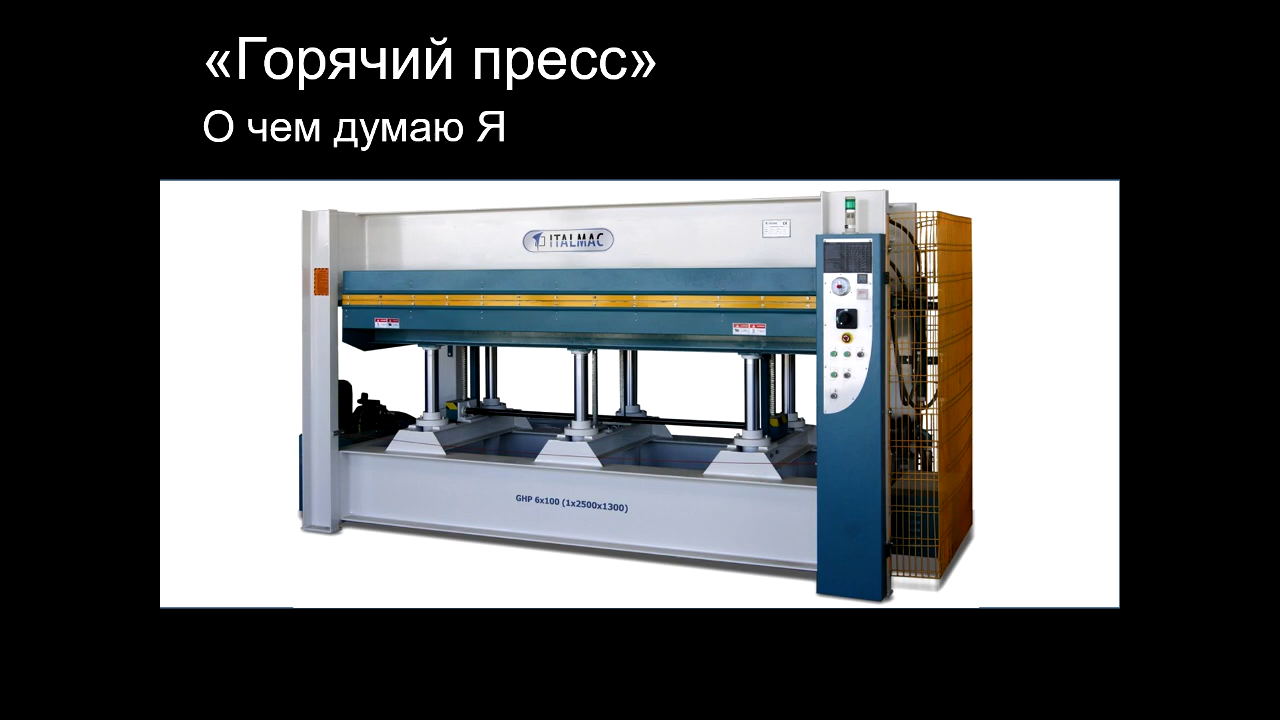 «Горячий пресс»
О чем думаю Я
ITALMAC
GHP 6x100 (1x2500x1300)